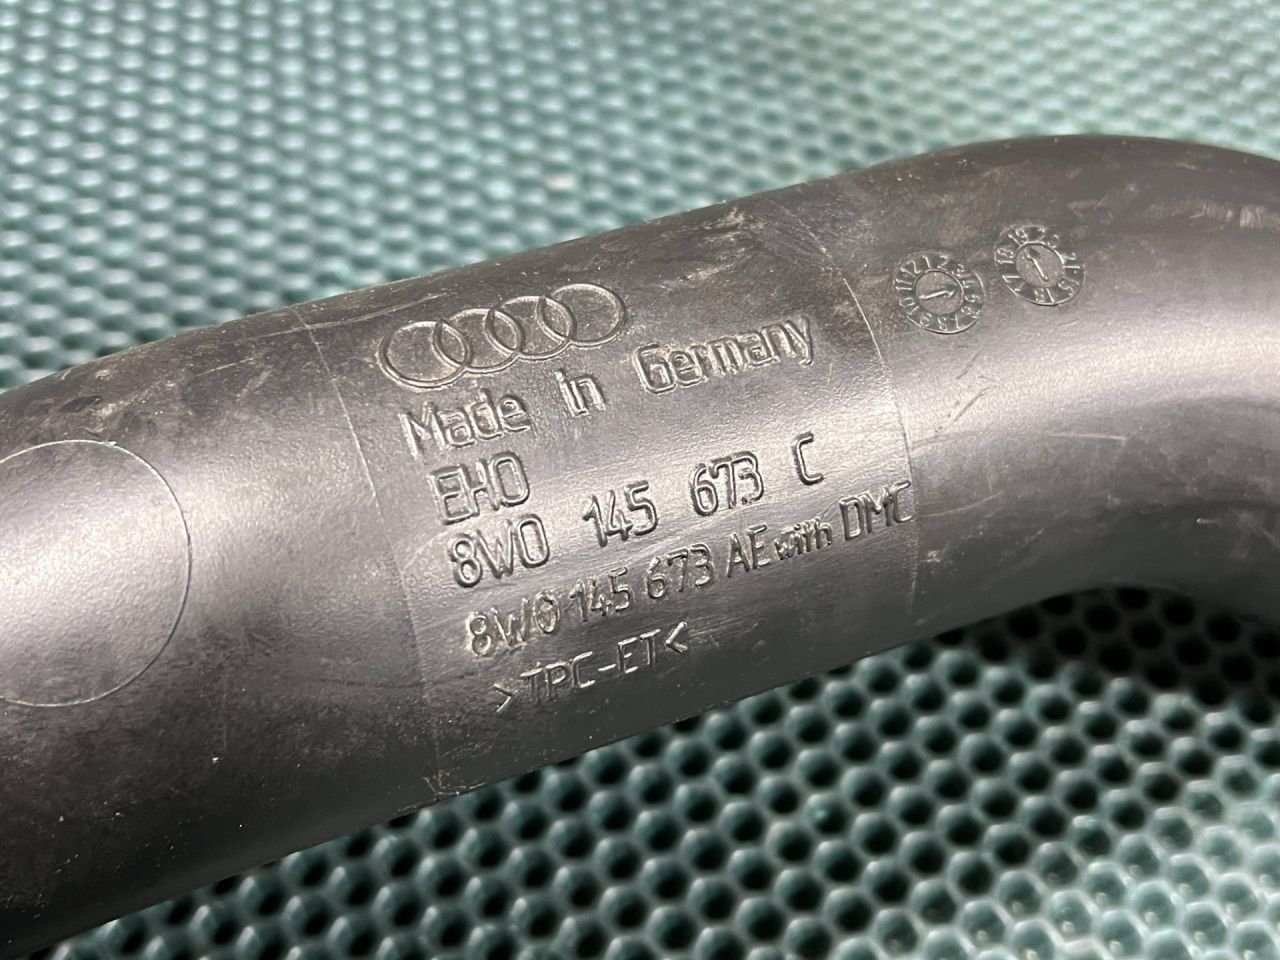 Made in Germany
EHO
8W0 145 673 C
8W0 145 673 AE with DMC
>TPC-ET<